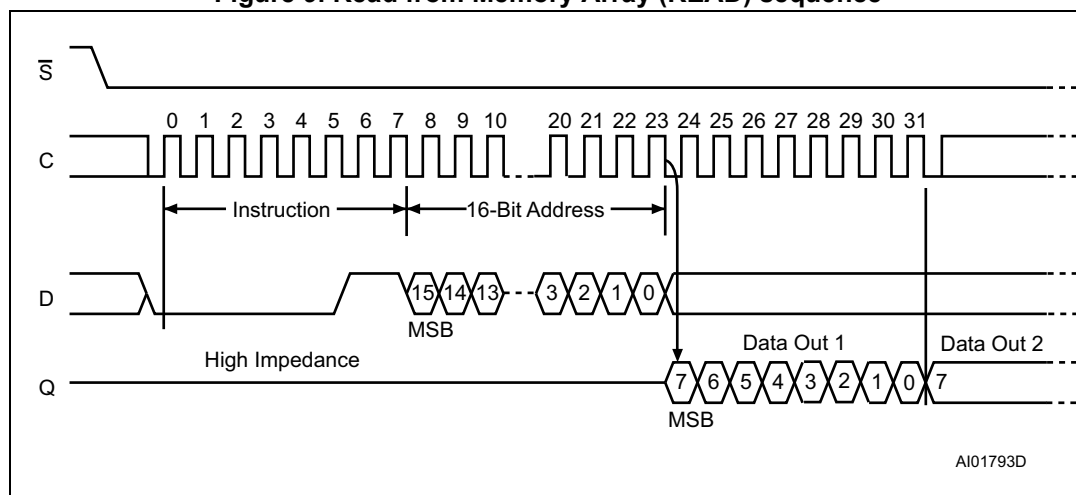 Figure 9. Read from Memory Array (READ) sequence
S
0 1 2 3 4 5 6 7 8 9 10 20 21 22 23 24 25 26 27 28 29 30 31
C
Instruction 16-Bit Address
D 15 14 13 3 2 1 0
MSB
High Impedance Data Out 1 Data Out 2
Q 7 6 5 4 3 2 1 0 7
MSB
AI01793D